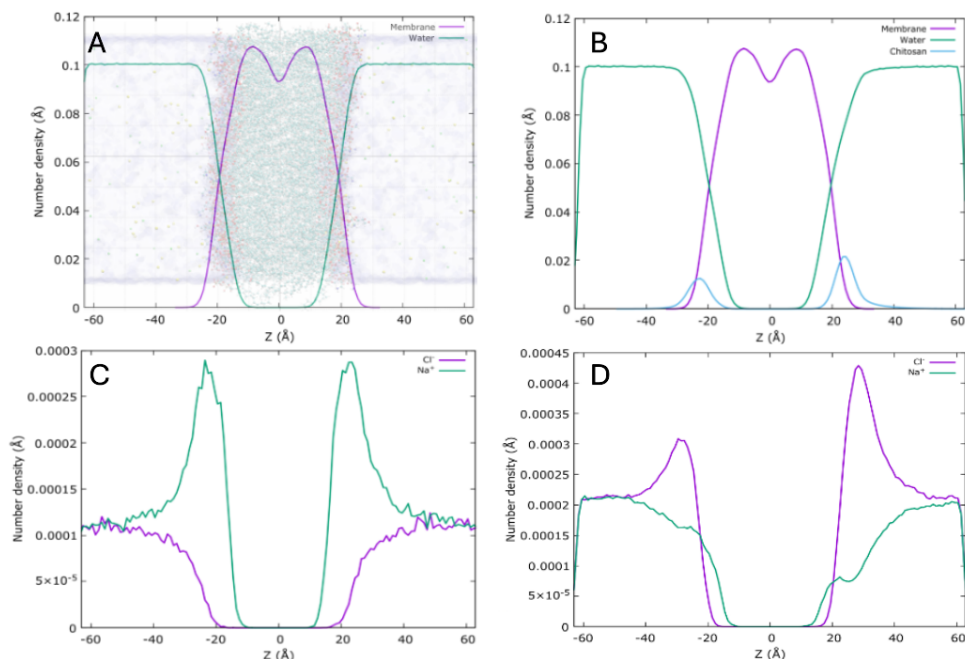 A
Membrane
Water
Number density (Å)
0.12
0.1
0.08
0.06
0.04
0.02
0
-60 -40 -20 0 20 40 60
Z (Å)
B
Membrane
Water
Chitosan
Number density (Å)
0.12
0.1
0.08
0.06
0.04
0.02
0
-60 -40 -20 0 20 40 60
Z (Å)
C
Cl⁻
Na⁺
Number density (Å)
0.0003
0.00025
0.0002
0.00015
0.0001
5×10⁻⁵
0
-60 -40 -20 0 20 40 60
Z (Å)
D
Cl⁻
Na⁺
Number density (Å)
0.00045
0.0004
0.00035
0.0003
0.00025
0.0002
0.00015
0.0001
5×10⁻⁵
0
-60 -40 -20 0 20 40 60
Z (Å)